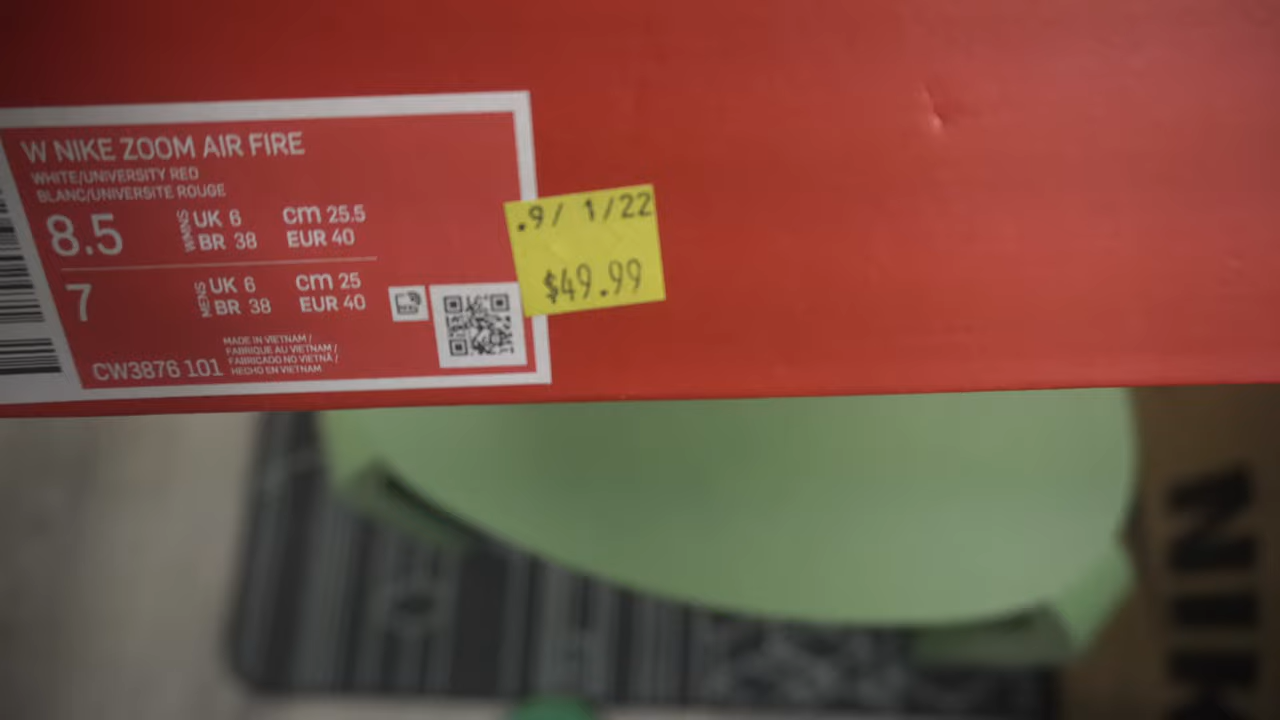 W NIKE ZOOM AIR FIRE
WHITE/UNIVERSITY RED
BLANC/UNIVERSITE ROUGE
8.5 WMNS UK 6 cm 25.5
BR 38 EUR 40
7 MENS UK 6 cm 25
BR 38 EUR 40
MADE IN VIETNAM /
FABRIQUE AU VIETNAM /
FABRICADO NO VIETNÃ /
HECHO EN VIETNAM
CW3876 101
.9/ 1/22
$49.99
NIK